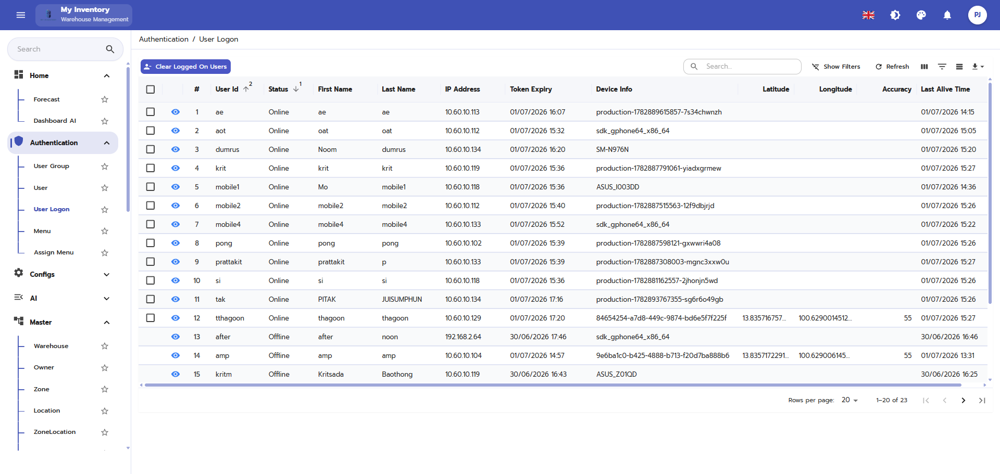 My Inventory
Warehouse Management
PJ
Search
Home
Forecast
Dashboard AI
Authentication
User Group
User
User Logon
Menu
Assign Menu
Configs
AI
Master
Warehouse
Owner
Zone
Location
ZoneLocation
Authentication / User Logon
Clear Logged On Users
Search...
Show Filters
Refresh
# User Id 2 Status 1 First Name Last Name IP Address Token Expiry Device Info Latitude Longitude Accuracy Last Alive Time
1 ae Online ae ae 10.60.10.113 01/07/2026 16:07 production-1782889615857-7s34chwnzh 01/07/2026 14:15
2 aot Online oat oat 10.60.10.112 01/07/2026 15:32 sdk_gphone64_x86_64 01/07/2026 15:05
3 dumrus Online Noom dumrus 10.60.10.134 01/07/2026 16:20 SM-N976N 01/07/2026 15:20
4 krit Online krit krit 10.60.10.119 01/07/2026 15:36 production-1782887791061-yiadxgrmew 01/07/2026 15:27
5 mobile1 Online Mo mobile1 10.60.10.118 01/07/2026 15:36 ASUS_I003DD 01/07/2026 14:36
6 mobile2 Online mobile2 mobile2 10.60.10.112 01/07/2026 15:40 production-1782887515563-12f9dbjrjd 01/07/2026 15:26
7 mobile4 Online mobile4 mobile4 10.60.10.133 01/07/2026 15:52 sdk_gphone64_x86_64 01/07/2026 15:22
8 pong Online pong pong 10.60.10.102 01/07/2026 15:39 production-1782887598121-gxwwri4a08 01/07/2026 15:26
9 prattakit Online prattakit p 10.60.10.133 01/07/2026 15:39 production-1782887308003-mgnc3xxw0u 01/07/2026 15:27
10 si Online si si 10.60.10.118 01/07/2026 15:36 production-1782881162557-2jhonjn5wd 01/07/2026 15:26
11 tak Online PITAK JUISUMPHUN 10.60.10.134 01/07/2026 17:16 production-1782893767355-sg6r6o49gb 01/07/2026 15:26
12 tthagoon Online thagoon thagoon 10.60.10.129 01/07/2026 17:20 84654254-a7d8-449c-9874-bd6e5f7f225f 13.835716757... 100.6290014512... 55 01/07/2026 15:27
13 after Offline after noon 192.168.2.64 30/06/2026 17:46 sdk_gphone64_x86_64 30/06/2026 16:46
14 amp Offline amp amp 10.60.10.104 01/07/2026 14:57 9e6ba1c0-b425-4888-b713-f20d7ba888b6 13.8357172291... 100.629006145... 55 01/07/2026 13:31
15 kritm Offline Kritsada Baothong 10.60.10.119 30/06/2026 16:43 ASUS_Z01QD 30/06/2026 16:25
Rows per page: 20 1–20 of 23